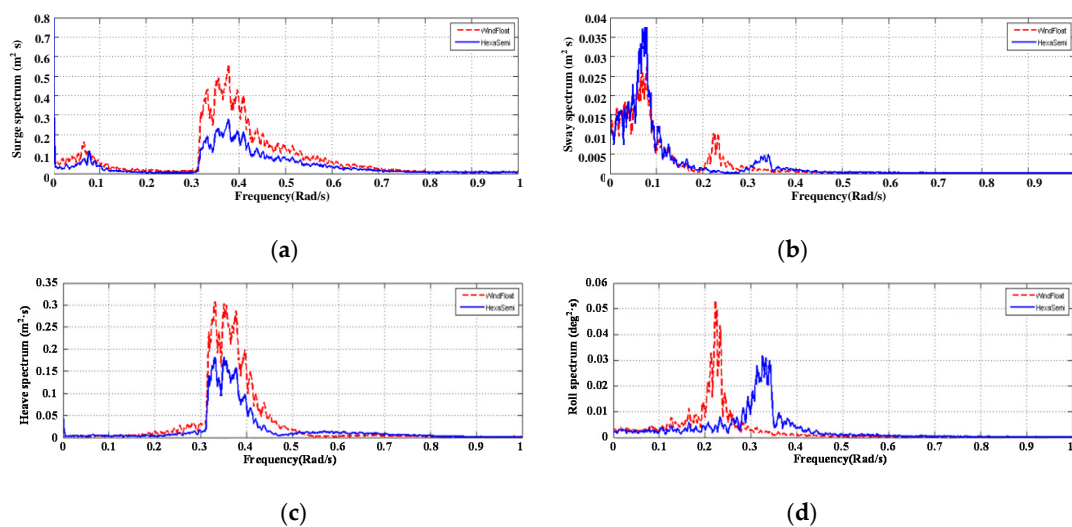 0.8
0.7
0.6
0.5
0.4
0.3
0.2
0.1
0
Surge spectrum (m² s)
WindFloat
HexaSemi
0 0.1 0.2 0.3 0.4 0.5 0.6 0.7 0.8 0.9 1
Frequency(Rad/s)
(a)
0.04
0.035
0.03
0.025
0.02
0.015
0.01
0.005
0
Sway spectrum (m² s)
WindFloat
HexaSemi
0 0.1 0.2 0.3 0.4 0.5 0.6 0.7 0.8 0.9
Frequency(Rad/s)
(b)
0.35
0.3
0.25
0.2
0.15
0.1
0.05
0
Heave spectrum (m²·s)
WindFloat
HexaSemi
0 0.1 0.2 0.3 0.4 0.5 0.6 0.7 0.8 0.9 1
Frequency(Rad/s)
(c)
0.06
0.05
0.04
0.03
0.02
0.01
0
Roll spectrum (deg²·s)
WindFloat
HexaSemi
0 0.1 0.2 0.3 0.4 0.5 0.6 0.7 0.8 0.9 1
Frequency(Rad/s)
(d)